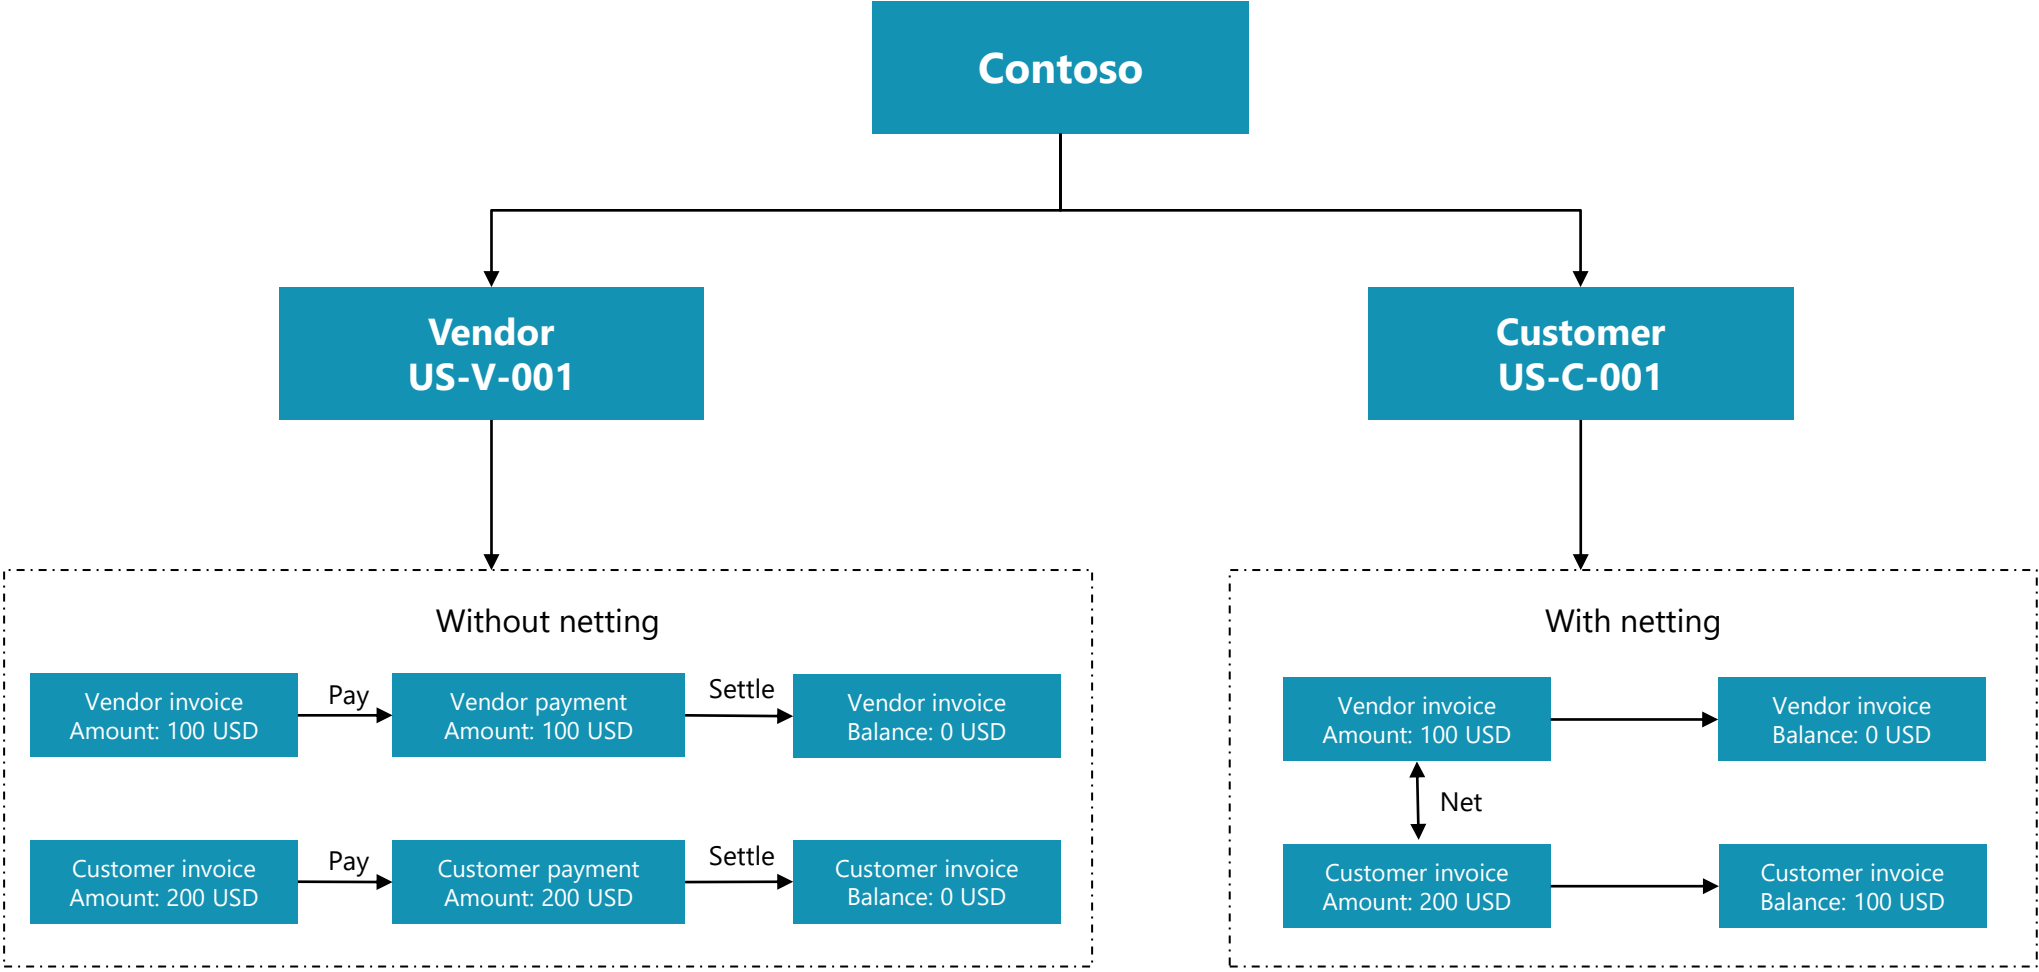 Contoso
Vendor
US-V-001
Customer
US-C-001
Without netting
Vendor invoice
Amount: 100 USD
Pay
Vendor payment
Amount: 100 USD
Settle
Vendor invoice
Balance: 0 USD
Customer invoice
Amount: 200 USD
Pay
Customer payment
Amount: 200 USD
Settle
Customer invoice
Balance: 0 USD
With netting
Vendor invoice
Amount: 100 USD
Vendor invoice
Balance: 0 USD
Net
Customer invoice
Amount: 200 USD
Customer invoice
Balance: 100 USD